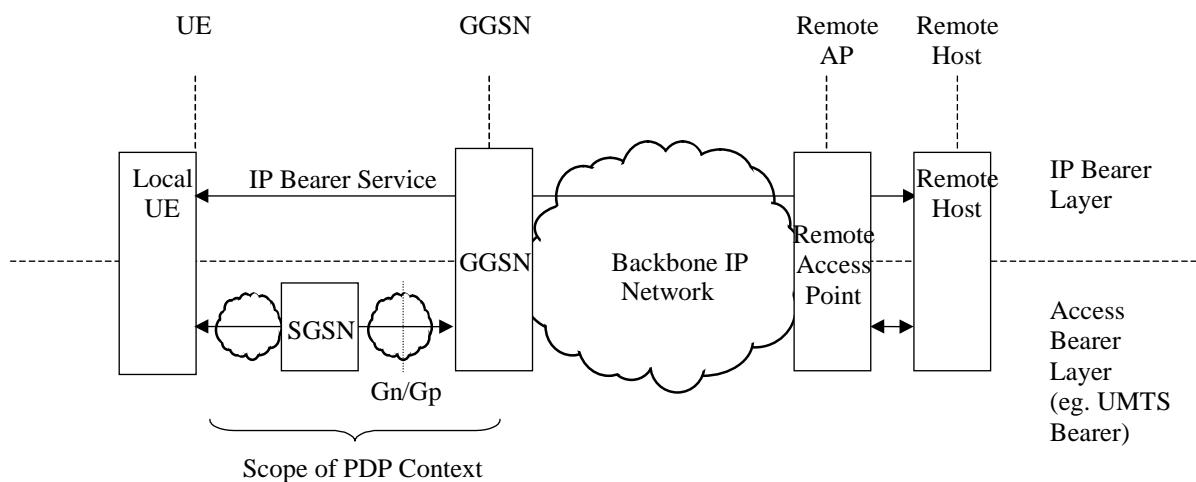 UE
GGSN
Remote
AP
Remote
Host
Local
UE
IP Bearer Service
Remote
Host
IP Bearer
Layer
GGSN
Backbone IP
Network
Remote
Access
Point
SGSN
Gn/Gp
Access
Bearer
Layer
(eg. UMTS
Bearer)
Scope of PDP Context